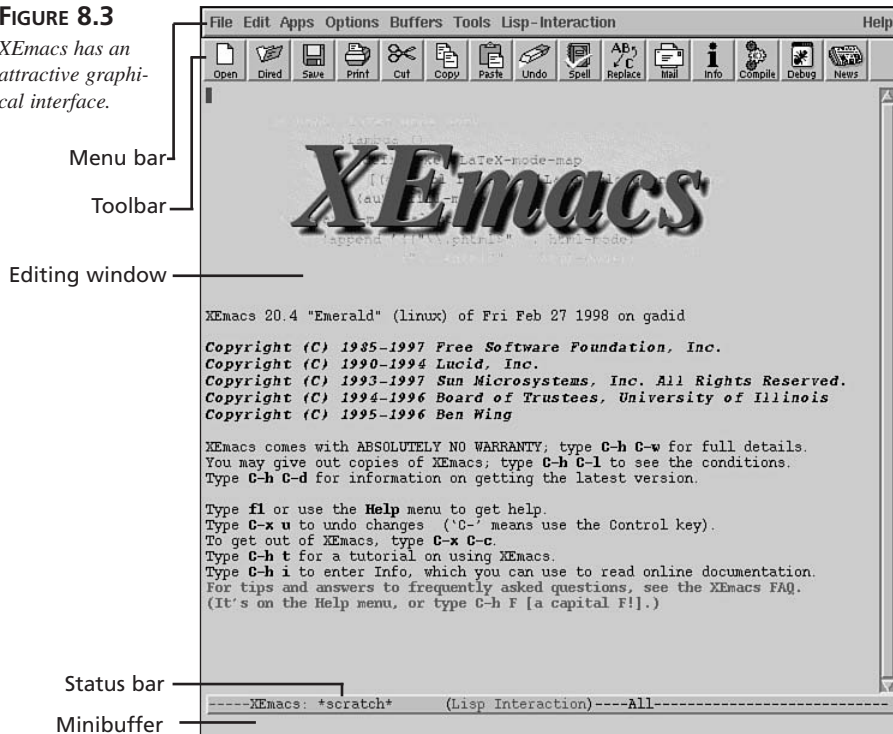 FIGURE 8.3
XEmacs has an
attractive graphi-
cal interface.
Menu bar
Toolbar
Editing window
Status bar
Minibuffer
File Edit Apps Options Buffers Tools Lisp-Interaction Help
Open Dired Save Print Cut Copy Paste Undo Spell Replace Mail Info Compile Debug News
(lambda ()
LaTeX-mode-map
XEmacs
html-mode)
XEmacs 20.4 "Emerald" (linux) of Fri Feb 27 1998 on gadid
Copyright (C) 1985-1997 Free Software Foundation, Inc.
Copyright (C) 1990-1994 Lucid, Inc.
Copyright (C) 1993-1997 Sun Microsystems, Inc. All Rights Reserved.
Copyright (C) 1994-1996 Board of Trustees, University of Illinois
Copyright (C) 1995-1996 Ben Wing
XEmacs comes with ABSOLUTELY NO WARRANTY; type C-h C-w for full details.
You may give out copies of XEmacs; type C-h C-l to see the conditions.
Type C-h C-d for information on getting the latest version.
Type f1 or use the Help menu to get help.
Type C-x u to undo changes  (`C-' means use the Control key).
To get out of XEmacs, type C-x C-c.
Type C-h t for a tutorial on using XEmacs.
Type C-h i to enter Info, which you can use to read online documentation.
For tips and answers to frequently asked questions, see the XEmacs FAQ.
(It's on the Help menu, or type C-h F [a capital F!].)
-----XEmacs: *scratch*      (Lisp Interaction)----All--------------------------